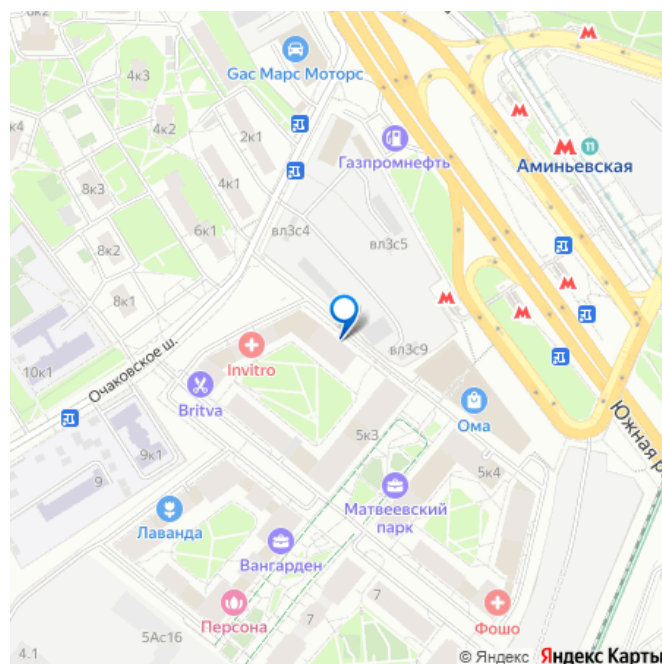 4к3
Gac Марс Моторс
4к2
2к1
Газпромнефть
М
М
М
11
Аминьевская
8к3
4к1
8к2
6к1
вл3с4
вл3с5
8к1
М
М
М
10к1
Очаковское ш.
Invitro
вл3с9
Britva
Ома
Южная р
9к1
5к3
5к4
9
Матвеевский
парк
Лаванда
Вангарден
Персона
7
7
Фошо
5Ас16
4.1
© Яндекс Яндекс Карты